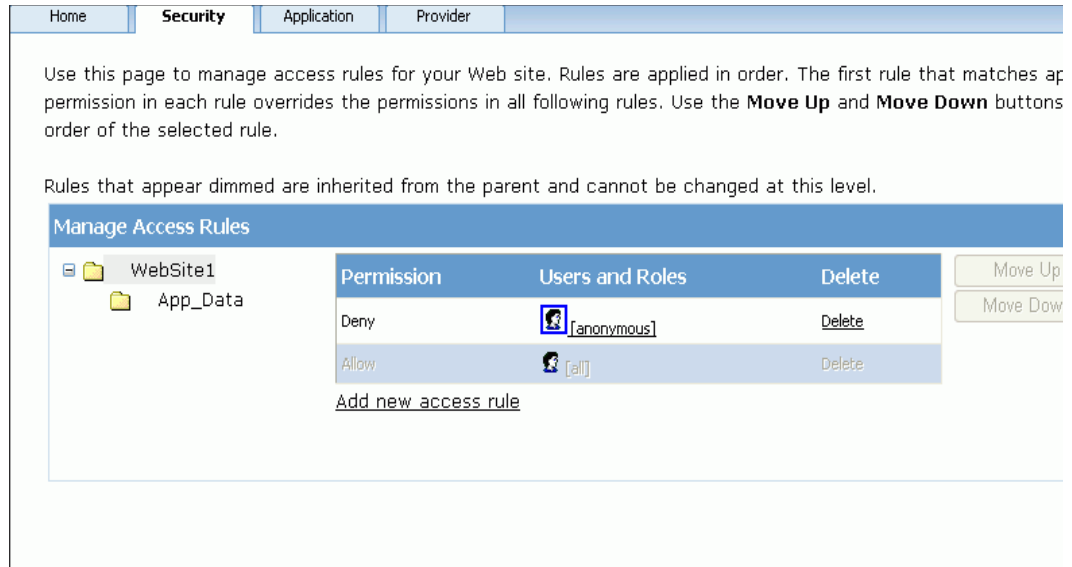 Home Security Application Provider
Use this page to manage access rules for your Web site. Rules are applied in order. The first rule that matches
permission in each rule overrides the permissions in all following rules. Use the Move Up and Move Down buttons
order of the selected rule.
Rules that appear dimmed are inherited from the parent and cannot be changed at this level.
Manage Access Rules
WebSite1
App_Data
Permission Users and Roles Delete
Deny [anonymous] Delete
Allow [all] Delete
Add new access rule
Move Up
Move